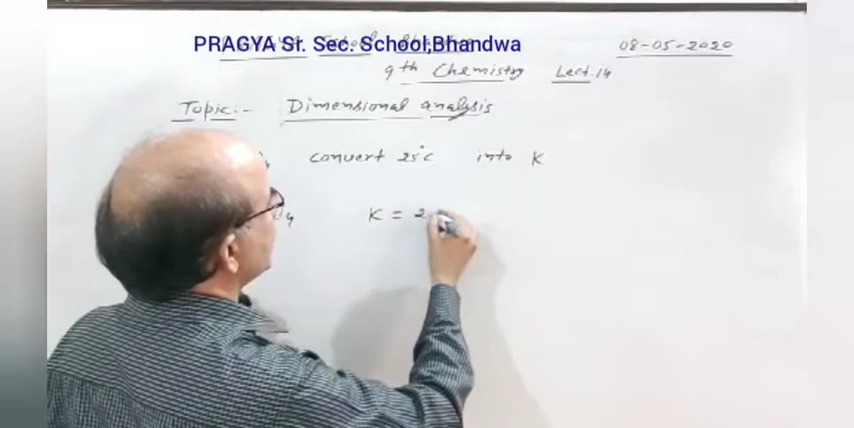 PRAGYA Sr. Sec. School,Bhandwa
08-05-2020
9th Chemistry Lect.14
Topic:- Dimensional analysis
convert 25°C into K
K = 2